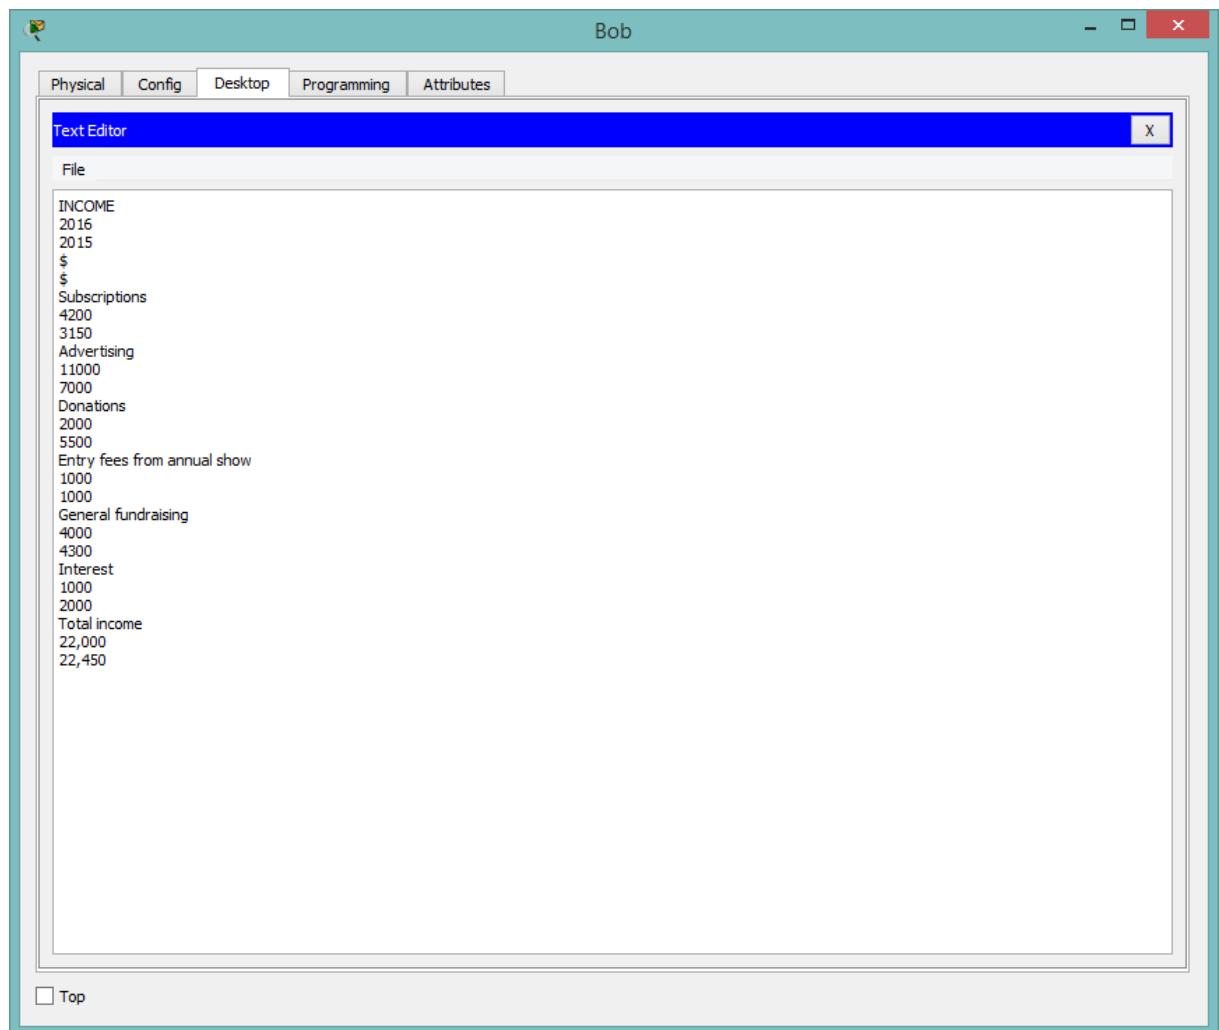 Bob
Physical Config Desktop Programming Attributes
Text Editor X
File
INCOME
2016
2015
$
$
Subscriptions
4200
3150
Advertising
11000
7000
Donations
2000
5500
Entry fees from annual show
1000
1000
General fundraising
4000
4300
Interest
1000
2000
Total income
22,000
22,450
Top